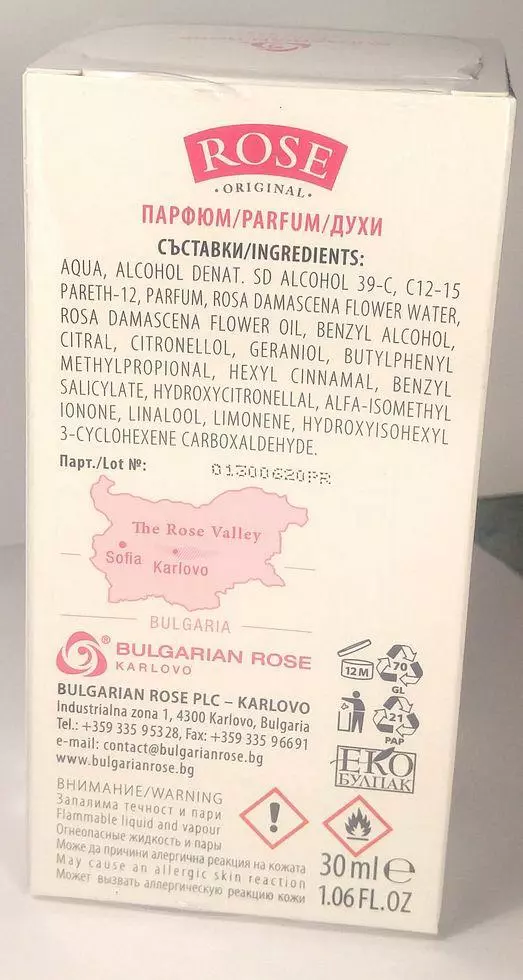 ROSE
·ORIGINAL·
ПАРФЮМ/PARFUM/ДУХИ
СЪСТАВКИ/INGREDIENTS:
AQUA, ALCOHOL DENAT. SD ALCOHOL 39-C, C12-15
PARETH-12, PARFUM, ROSA DAMASCENA FLOWER WATER,
ROSA DAMASCENA FLOWER OIL, BENZYL ALCOHOL,
CITRAL, CITRONELLOL, GERANIOL, BUTYLPHENYL
METHYLPROPIONAL, HEXYL CINNAMAL, BENZYL
SALICYLATE, HYDROXYCITRONELLAL, ALFA-ISOMETHYL
IONONE, LINALOOL, LIMONENE, HYDROXYISOHEXYL
3-CYCLOHEXENE CARBOXALDEHYDE.
Парт./Lot №: 01300620PR
The Rose Valley
Sofia
Karlovo
BULGARIA
® BULGARIAN ROSE
KARLOVO
BULGARIAN ROSE PLC – KARLOVO
Industrialna zona 1, 4300 Karlovo, Bulgaria
Tel.: +359 335 95328, Fax: +359 335 96691
e-mail: contact@bulgarianrose.bg
www.bulgarianrose.bg
12 M
70
GL
21
PAP
ЕКО
БУЛПАК
ВНИМАНИЕ/WARNING
Запалима течност и пари
Flammable liquid and vapour
Огнеопасные жидкость и пары
Може да причини алергична реакция на кожата
May cause an allergic skin reaction
Может вызвать аллергическую реакцию кожи
30 ml e
1.06 FL.OZ